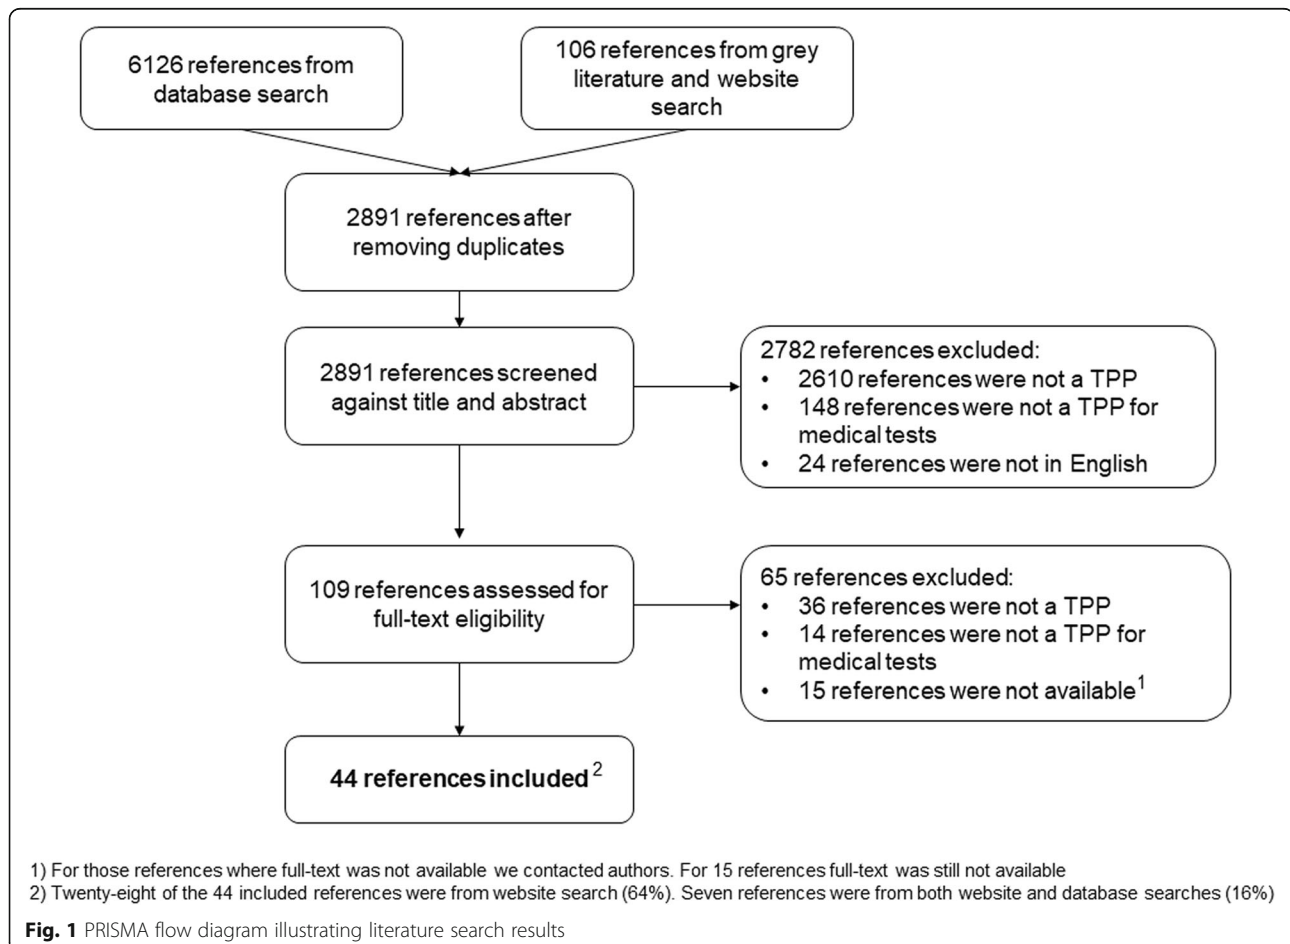 6126 references from
database search
106 references from grey
literature and website
search
2891 references after
removing duplicates
2891 references screened
against title and abstract
2782 references excluded:
• 2610 references were not a TPP
• 148 references were not a TPP for
medical tests
• 24 references were not in English
109 references assessed for
full-text eligibility
65 references excluded:
• 36 references were not a TPP
• 14 references were not a TPP for
medical tests
• 15 references were not available1
44 references included2
1) For those references where full-text was not available we contacted authors. For 15 references full-text was still not available
2) Twenty-eight of the 44 included references were from website search (64%). Seven references were from both website and database searches (16%)
Fig. 1 PRISMA flow diagram illustrating literature search results